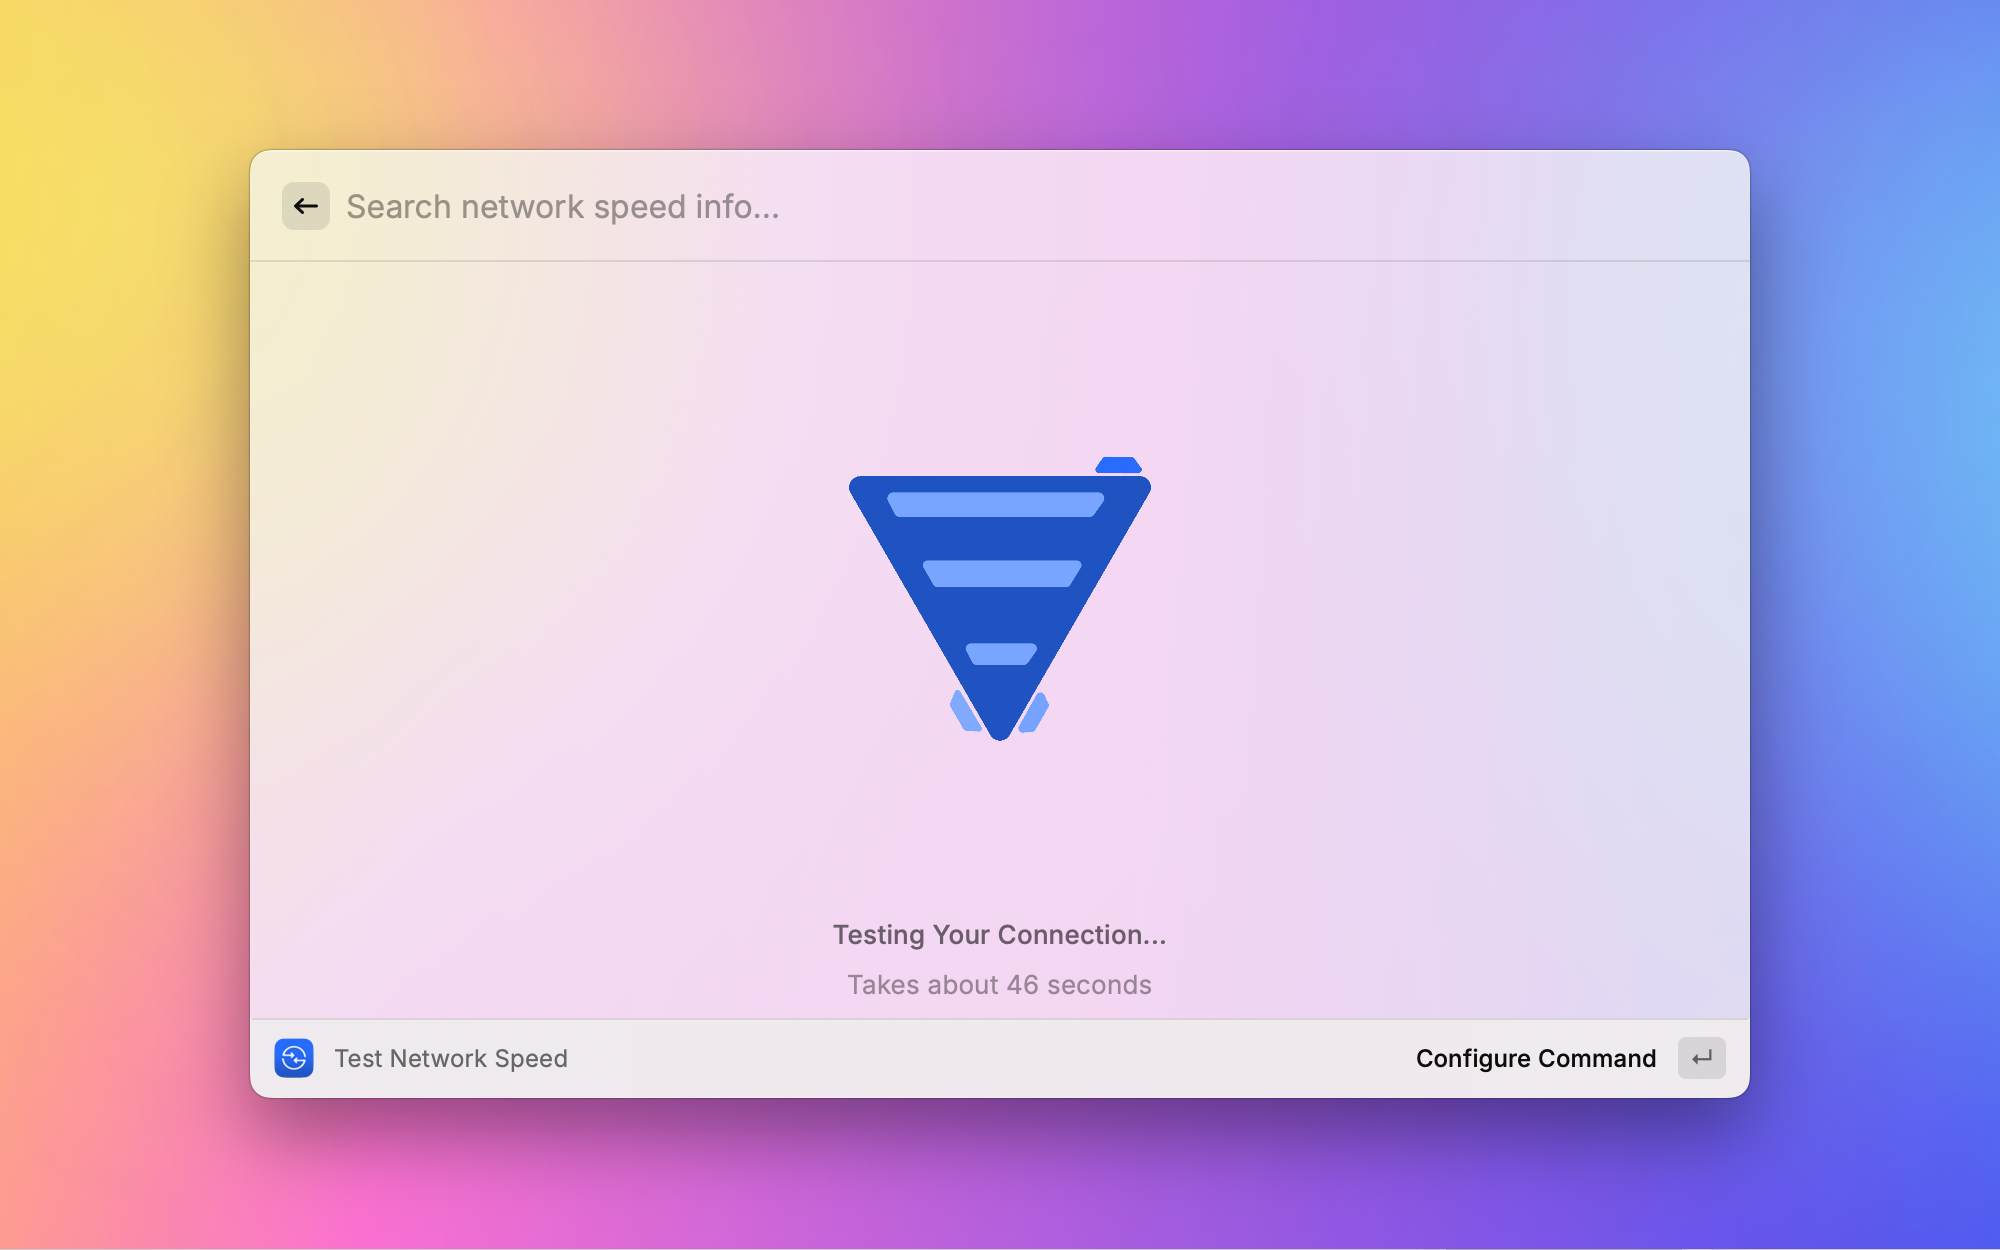 Search network speed info...
Testing Your Connection...
Takes about 46 seconds
Test Network Speed
Configure Command